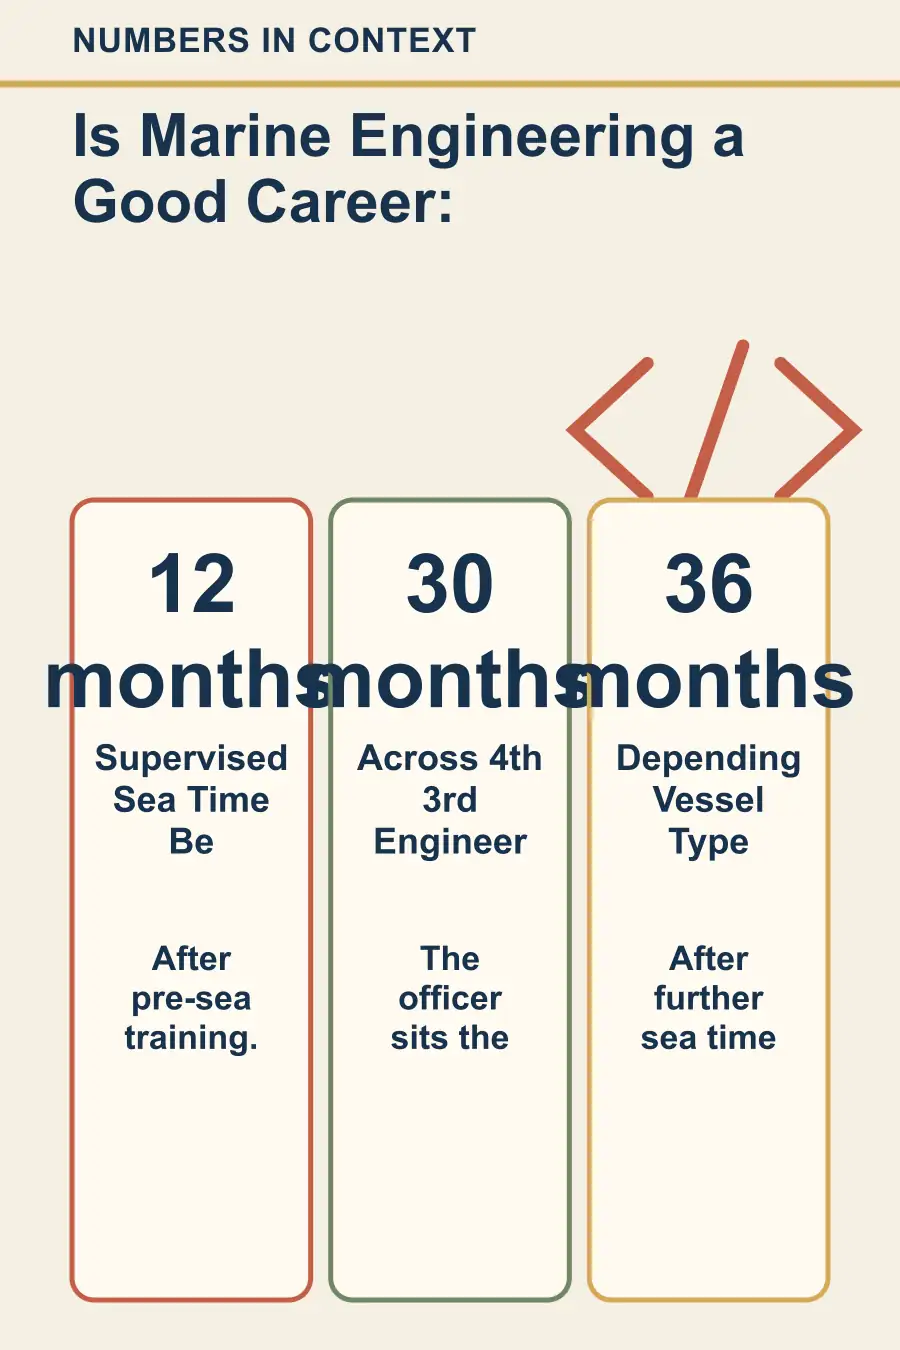 NUMBERS IN CONTEXT
Is Marine Engineering a
Good Career:
12
months
Supervised
Sea Time
Be
After
pre-sea
training.
30
months
Across 4th
3rd
Engineer
The
officer
sits the
36
months
Depending
Vessel
Type
After
further
sea time